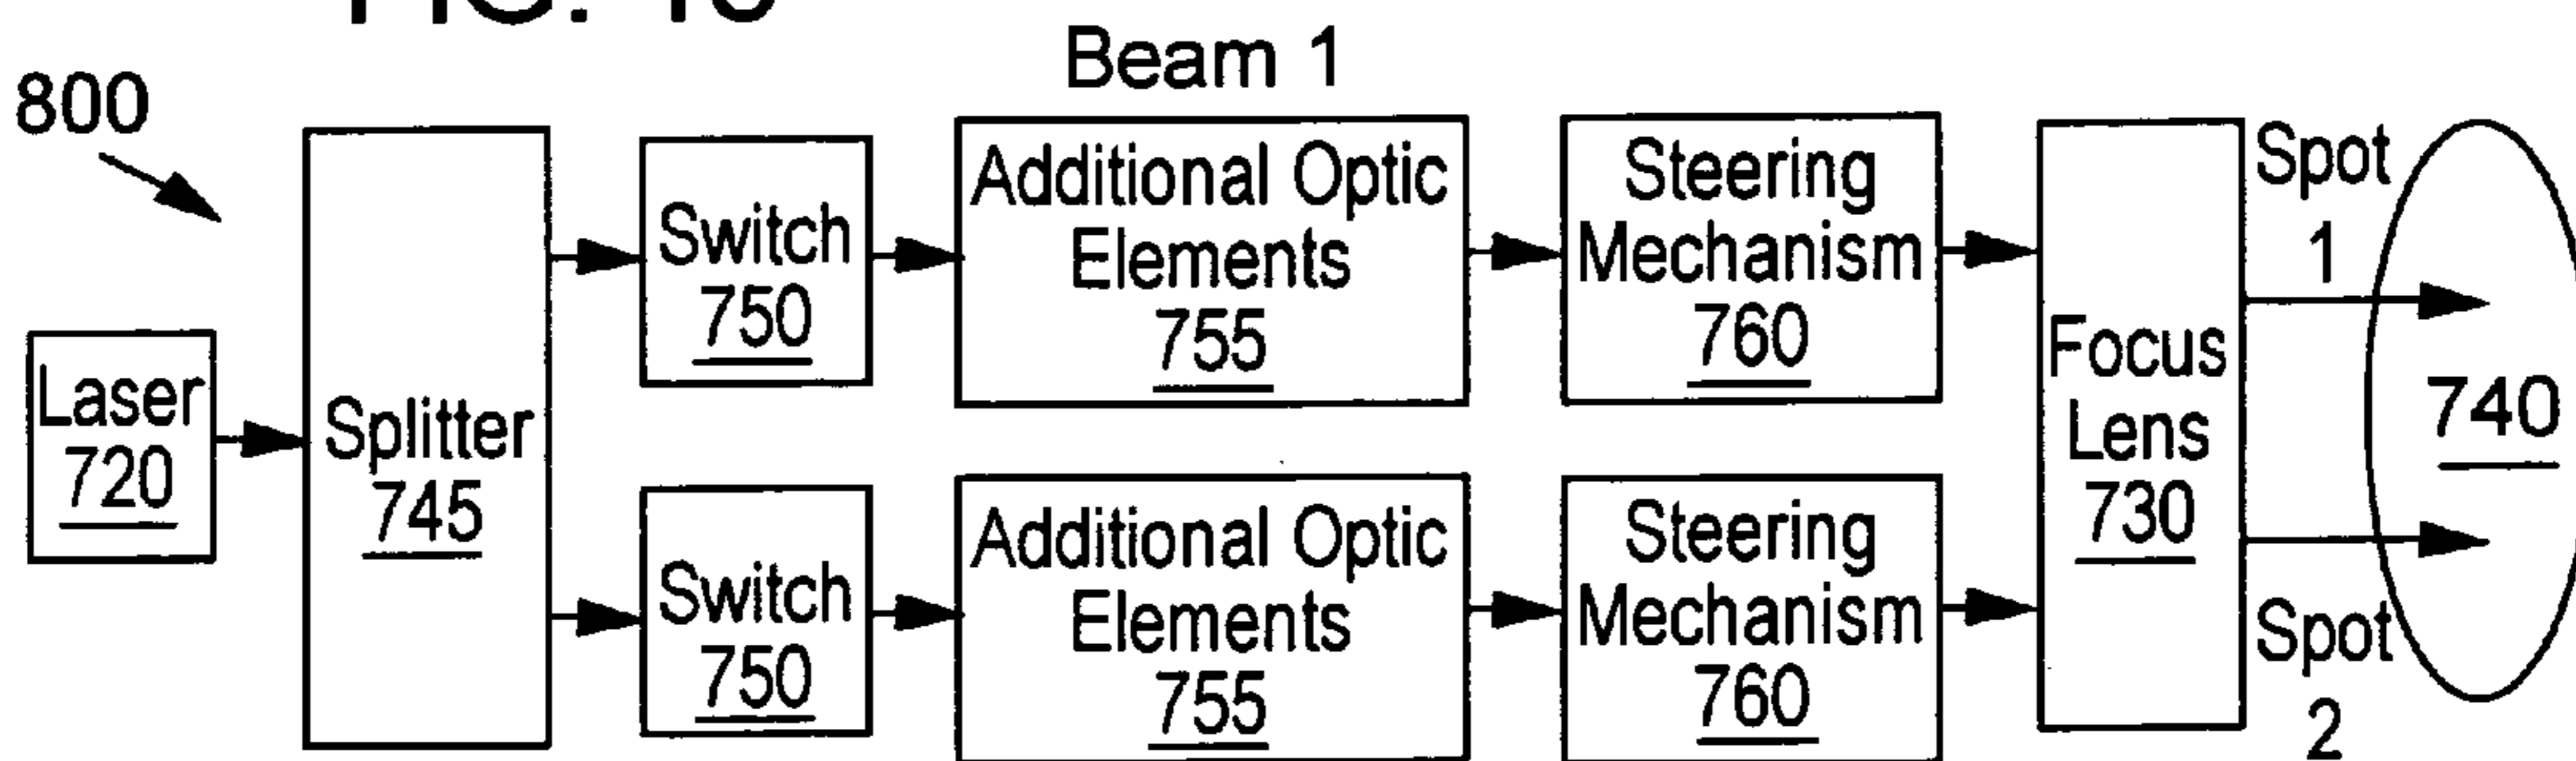 Beam 1
800
Laser
720
Splitter
745
Switch
750
Additional Optic
Elements
755
Steering
Mechanism
760
Switch
750
Additional Optic
Elements
755
Steering
Mechanism
760
Focus
Lens
730
Spot
1
740
Spot
2